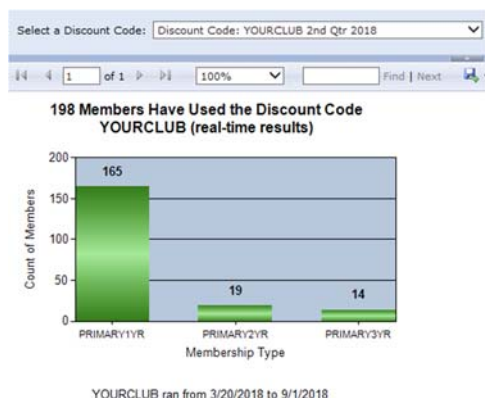 Select a Discount Code: Discount Code: YOURCLUB 2nd Qtr 2018
1 of 1 100% Find | Next
198 Members Have Used the Discount Code
YOURCLUB (real-time results)
200
165
150
Count of Members
100
50
19
14
0
PRIMARY1YR PRIMARY2YR PRIMARY3YR
Membership Type
YOURCLUB ran from 3/20/2018 to 9/1/2018